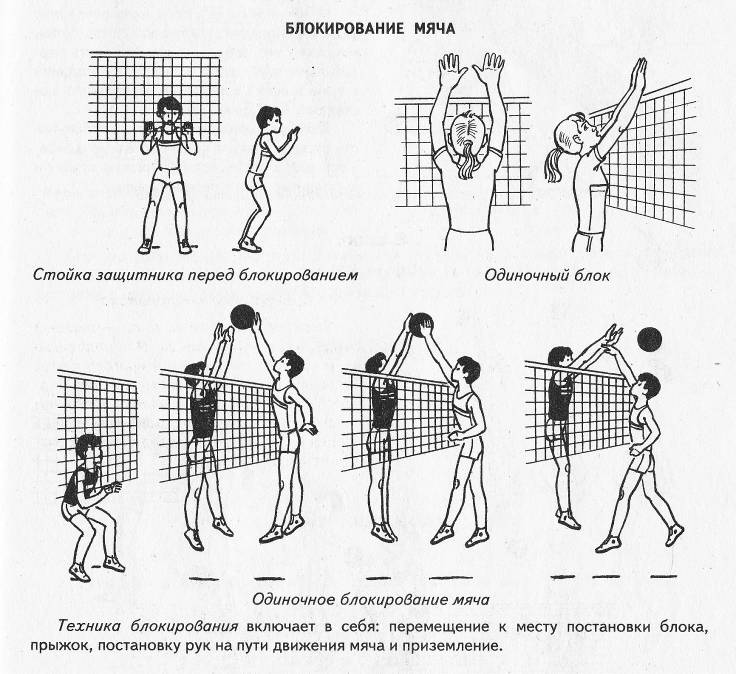 БЛОКИРОВАНИЕ МЯЧА
Стойка защитника перед блокированием
Одиночный блок
Одиночное блокирование мяча
Техника блокирования включает в себя: перемещение к месту постановки блока,
прыжок, постановку рук на пути движения мяча и приземление.